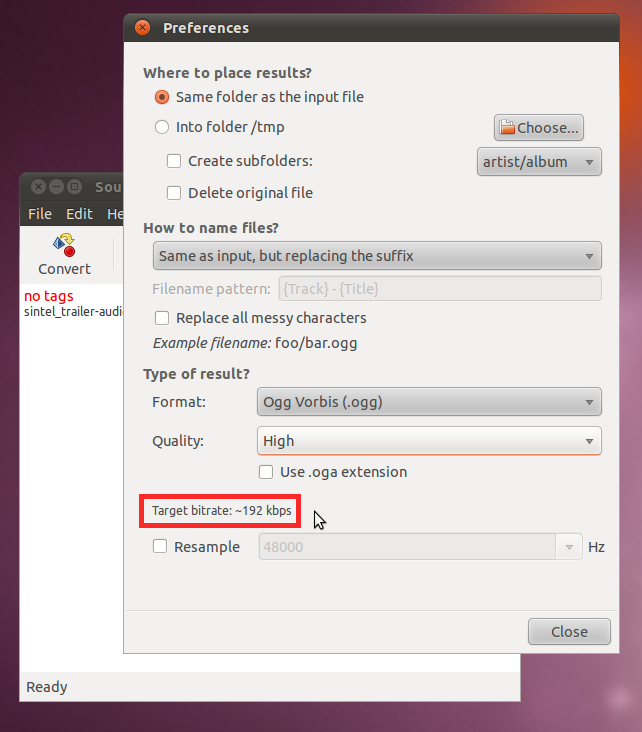 Preferences
Where to place results?
Same folder as the input file
Into folder /tmp
Choose...
Create subfolders:
artist/album
Delete original file
Sou
File Edit He
Convert
no tags
sintel_trailer-audi
How to name files?
Same as input, but replacing the suffix
Filename pattern: {Track} - {Title}
Replace all messy characters
Example filename: foo/bar.ogg
Type of result?
Format: Ogg Vorbis (.ogg)
Quality: High
Use .oga extension
Target bitrate: ~192 kbps
Resample 48000 Hz
Close
Ready